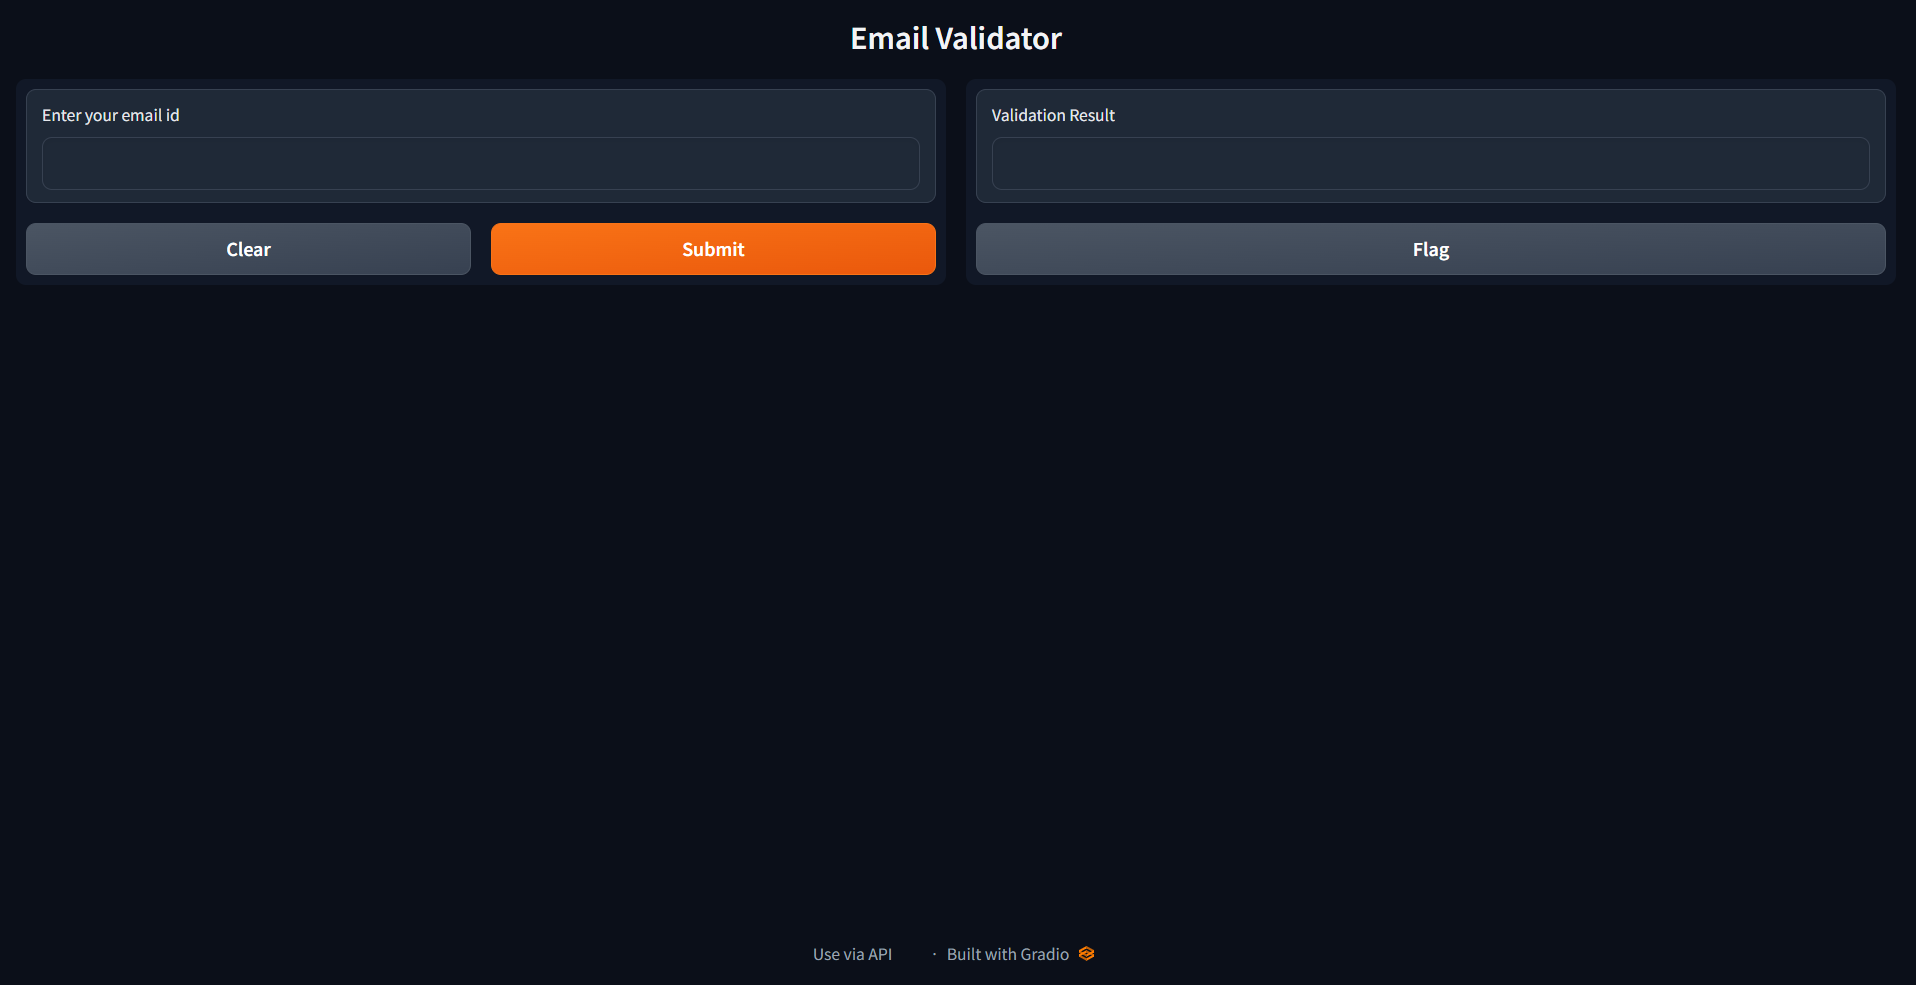 Email Validator
Enter your email id
Validation Result
Clear
Submit
Flag
Use via API · Built with Gradio